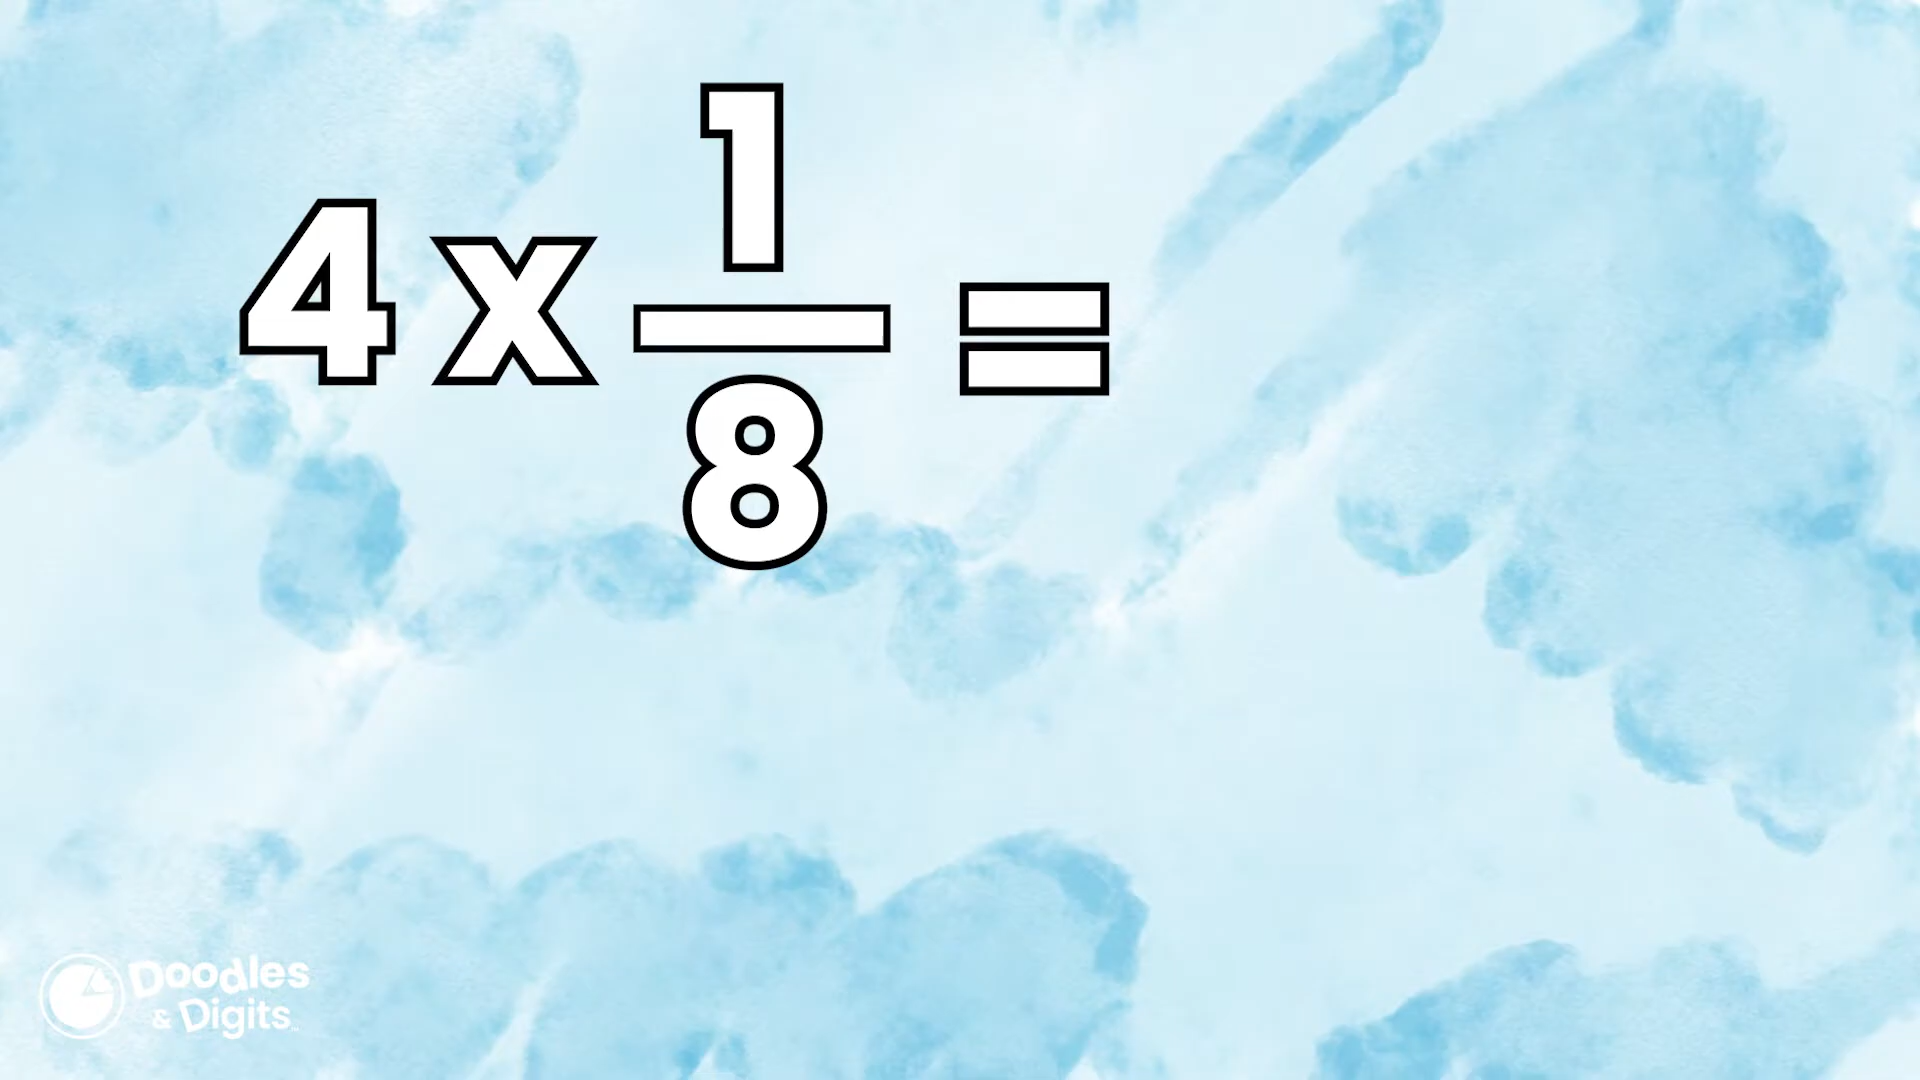 4 x 1/8 =
Doodles
& Digits